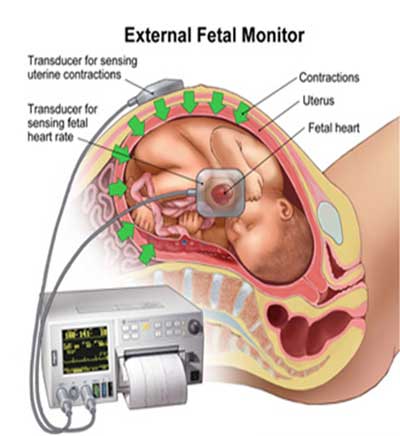 External Fetal Monitor
Transducer for sensing
uterine contractions
Transducer for
sensing fetal
heart rate
Contractions
Uterus
Fetal heart